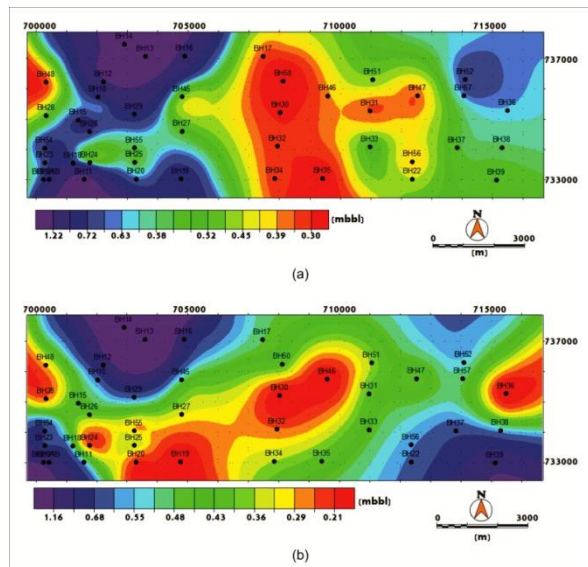 700000 705000 710000 715000
BH14
BH13 BH16 BH17
737000
BH48 BH12 BH58 BH51 BH52
BH10 BH45 BH46 BH47 BH57
BH28 BH15 BH29 BH30 BH31 BH36
BH26 BH27
BH54 BH55 BH32 BH33 BH37 BH38
BH23 BH18 BH24 BH25 BH56
BH11 BH20 BH19 BH34 BH35 BH22 BH39
733000
(mbbl)
1.22 0.72 0.63 0.58 0.52 0.45 0.39 0.30
N
0 3000
(m)
(a)
700000 705000 710000 715000
BH14
BH13 BH16 BH17
737000
BH48 BH12 BH50 BH51 BH52
BH10 BH45 BH46 BH47 BH57
BH28 BH15 BH29 BH30 BH31 BH36
BH26 BH27
BH54 BH55 BH32 BH33 BH37 BH38
BH23 BH18 BH24 BH25 BH56
BH11 BH20 BH19 BH34 BH35 BH22 BH39
733000
(mbbl)
1.16 0.68 0.55 0.48 0.43 0.36 0.29 0.21
N
0 3000
(m)
(b)